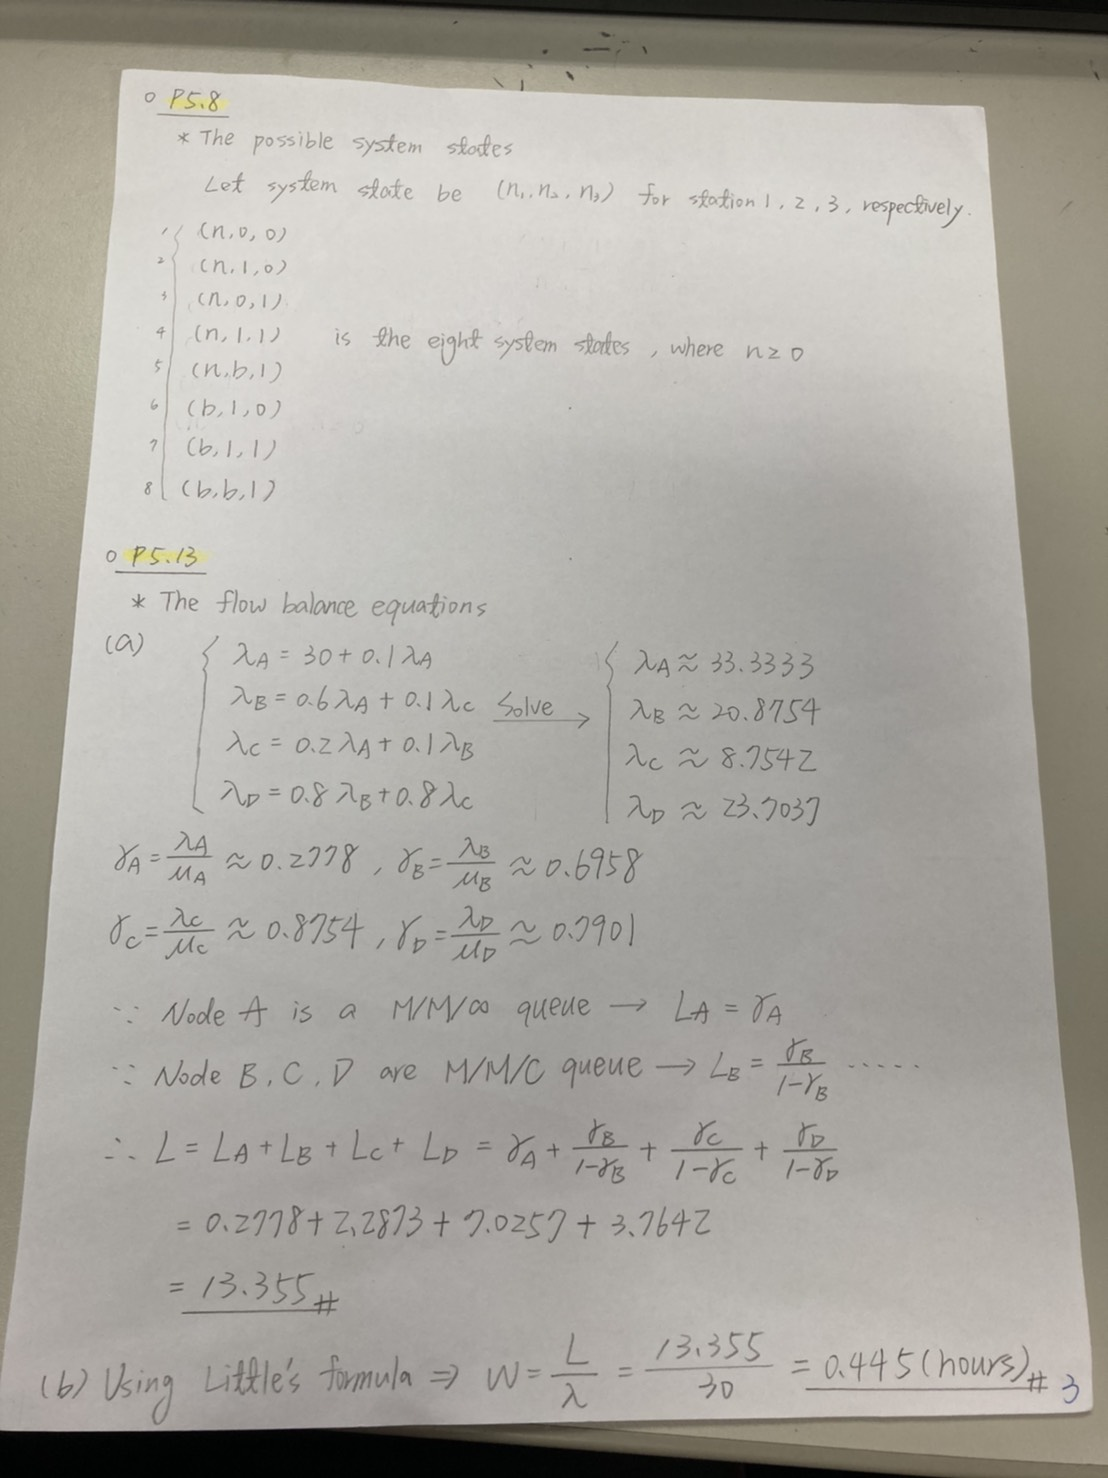 ○ P5.8
* The possible system states
Let system state be (n₁, n₂, n₃) for station 1, 2, 3, respectively.
1 (n, 0, 0)
2 (n, 1, 0)
3 (n, 0, 1)
4 (n, 1, 1) is the eight system states, where n ≥ 0
5 (n, b, 1)
6 (b, 1, 0)
7 (b, 1, 1)
8 (b, b, 1)
○ P5.13
* The flow balance equations
(a) λA = 30 + 0.1λA
λB = 0.6λA + 0.1λC
λC = 0.2λA + 0.1λB
λD = 0.8λB + 0.8λC
Solve →
λA ≈ 33.3333
λB ≈ 20.8754
λC ≈ 8.7542
λD ≈ 23.7037
γA = λA/μA ≈ 0.2778, γB = λB/μB ≈ 0.6958
γC = λC/μC ≈ 0.8754, γD = λD/μD ≈ 0.7901
∵ Node A is a M/M/∞ queue → LA = γA
∵ Node B, C, D are M/M/C queue → LB = γB/1-γB .....
∴ L = LA + LB + LC + LD = γA + γB/1-γB + γC/1-γC + γD/1-γD
= 0.2778 + 2.2873 + 7.0257 + 3.7642
= 13.355 #
(b) Using Little's formula ⇒ W = L/λ = 13.355/30 = 0.445 (hours) #
3